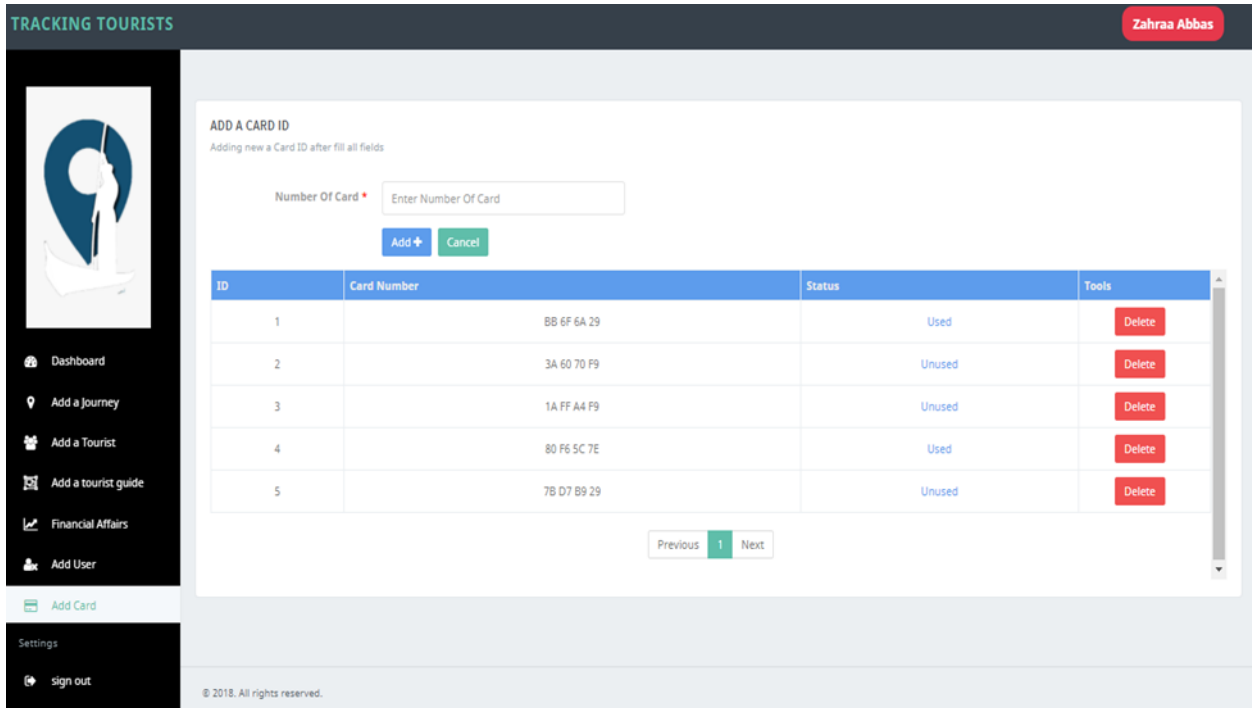 TRACKING TOURISTS
Zahraa Abbas
Dashboard
Add a Journey
Add a Tourist
Add a tourist guide
Financial Affairs
Add User
Add Card
Settings
sign out
ADD A CARD ID
Adding new a Card ID after fill all fields
Number Of Card *
Enter Number Of Card
Add +
Cancel
ID Card Number Status Tools
1 BB 6F 6A 29 Used Delete
2 3A 60 70 F9 Unused Delete
3 1A FF A4 F9 Unused Delete
4 80 F6 5C 7E Used Delete
5 7B D7 B9 29 Unused Delete
Previous 1 Next
© 2018. All rights reserved.